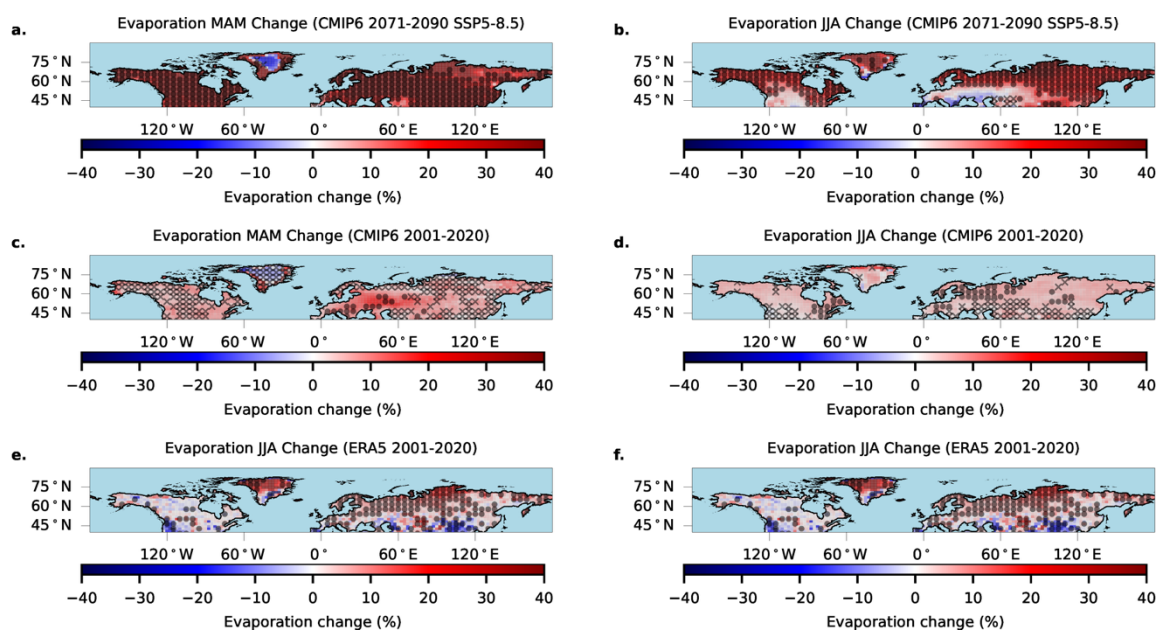 a. Evaporation MAM Change (CMIP6 2071-2090 SSP5-8.5)
75° N
60° N
45° N
120° W 60° W 0° 60° E 120° E
−40 −30 −20 −10 0 10 20 30 40
Evaporation change (%)
b. Evaporation JJA Change (CMIP6 2071-2090 SSP5-8.5)
75° N
60° N
45° N
120° W 60° W 0° 60° E 120° E
−40 −30 −20 −10 0 10 20 30 40
Evaporation change (%)
c. Evaporation MAM Change (CMIP6 2001-2020)
75° N
60° N
45° N
120° W 60° W 0° 60° E 120° E
−40 −30 −20 −10 0 10 20 30 40
Evaporation change (%)
d. Evaporation JJA Change (CMIP6 2001-2020)
75° N
60° N
45° N
120° W 60° W 0° 60° E 120° E
−40 −30 −20 −10 0 10 20 30 40
Evaporation change (%)
e. Evaporation JJA Change (ERA5 2001-2020)
75° N
60° N
45° N
120° W 60° W 0° 60° E 120° E
−40 −30 −20 −10 0 10 20 30 40
Evaporation change (%)
f. Evaporation JJA Change (ERA5 2001-2020)
75° N
60° N
45° N
120° W 60° W 0° 60° E 120° E
−40 −30 −20 −10 0 10 20 30 40
Evaporation change (%)